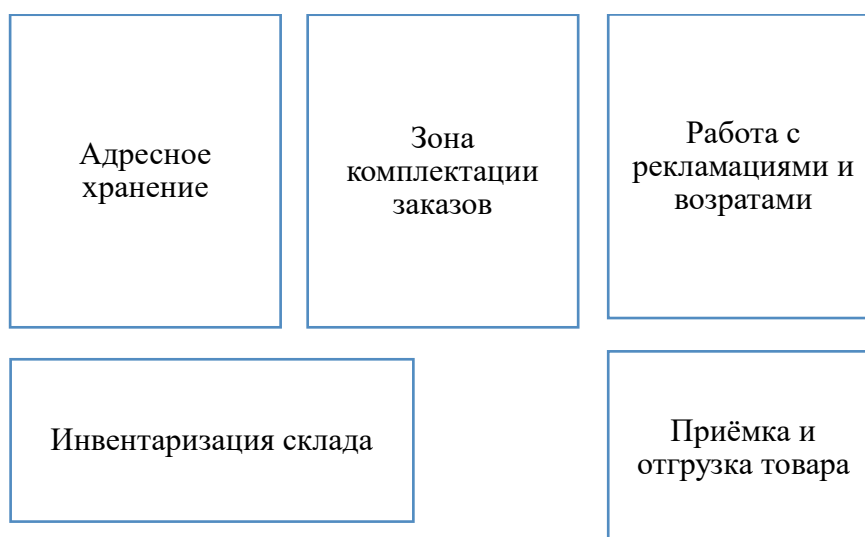 Адресное
хранение
Зона
комплектации
заказов
Работа с
рекламациями и
возратами
Инвентаризация склада
Приёмка и
отгрузка товара